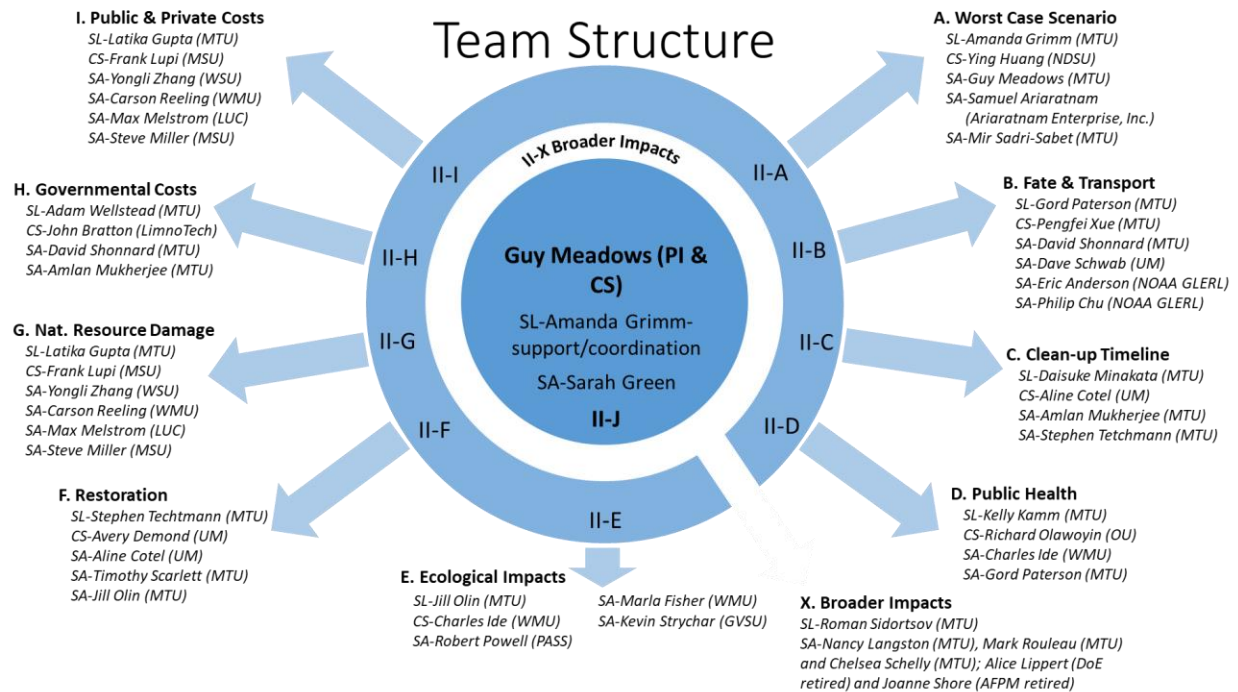 Team Structure
I. Public & Private Costs
SL-Latika Gupta (MTU)
CS-Frank Lupi (MSU)
SA-Yongli Zhang (WSU)
SA-Carson Reeling (WMU)
SA-Max Melstrom (LUC)
SA-Steve Miller (MSU)
H. Governmental Costs
SL-Adam Wellstead (MTU)
CS-John Bratton (LimnoTech)
SA-David Shonnard (MTU)
SA-Amlan Mukherjee (MTU)
G. Nat. Resource Damage
SL-Latika Gupta (MTU)
CS-Frank Lupi (MSU)
SA-Yongli Zhang (WSU)
SA-Carson Reeling (WMU)
SA-Max Melstrom (LUC)
SA-Steve Miller (MSU)
F. Restoration
SL-Stephen Techtmann (MTU)
CS-Avery Demond (UM)
SA-Aline Cotel (UM)
SA-Timothy Scarlett (MTU)
SA-Jill Olin (MTU)
II-X Broader Impacts
II-I
II-H
II-G
II-F
II-E
II-A
II-B
II-C
II-D
Guy Meadows (PI &
CS)
SL-Amanda Grimm-
support/coordination
SA-Sarah Green
II-J
A. Worst Case Scenario
SL-Amanda Grimm (MTU)
CS-Ying Huang (NDSU)
SA-Guy Meadows (MTU)
SA-Samuel Ariaratnam
(Ariaratnam Enterprise, Inc.)
SA-Mir Sadri-Sabet (MTU)
B. Fate & Transport
SL-Gord Paterson (MTU)
CS-Pengfei Xue (MTU)
SA-David Shonnard (MTU)
SA-Dave Schwab (UM)
SA-Eric Anderson (NOAA GLERL)
SA-Philip Chu (NOAA GLERL)
C. Clean-up Timeline
SL-Daisuke Minakata (MTU)
CS-Aline Cotel (UM)
SA-Amlan Mukherjee (MTU)
SA-Stephen Tetchmann (MTU)
D. Public Health
SL-Kelly Kamm (MTU)
CS-Richard Olawoyin (OU)
SA-Charles Ide (WMU)
SA-Gord Paterson (MTU)
E. Ecological Impacts
SL-Jill Olin (MTU)
CS-Charles Ide (WMU)
SA-Robert Powell (PASS)
SA-Marla Fisher (WMU)
SA-Kevin Strychar (GVSU)
X. Broader Impacts
SL-Roman Sidortsov (MTU)
SA-Nancy Langston (MTU), Mark Rouleau (MTU)
and Chelsea Schelly (MTU); Alice Lippert (DoE
retired) and Joanne Shore (AFPM retired)